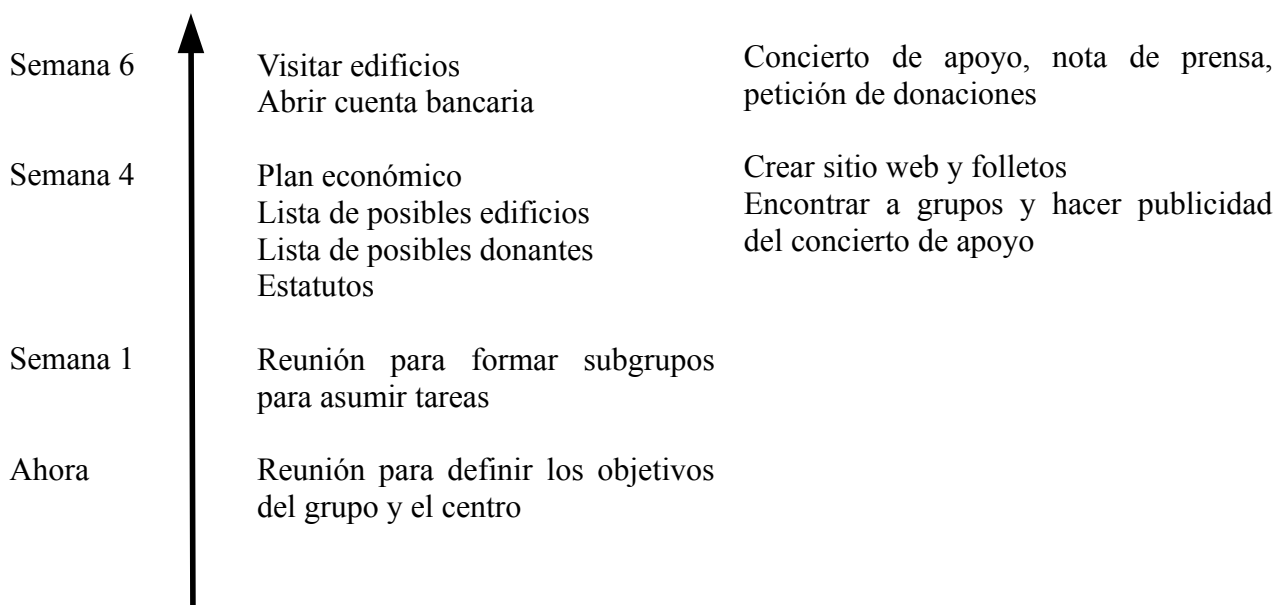 Semana 6
Visitar edificios
Abrir cuenta bancaria
Concierto de apoyo, nota de prensa,
petición de donaciones
Semana 4
Plan económico
Lista de posibles edificios
Lista de posibles donantes
Estatutos
Crear sitio web y folletos
Encontrar a grupos y hacer publicidad
del concierto de apoyo
Semana 1
Reunión para formar subgrupos
para asumir tareas
Ahora
Reunión para definir los objetivos
del grupo y el centro